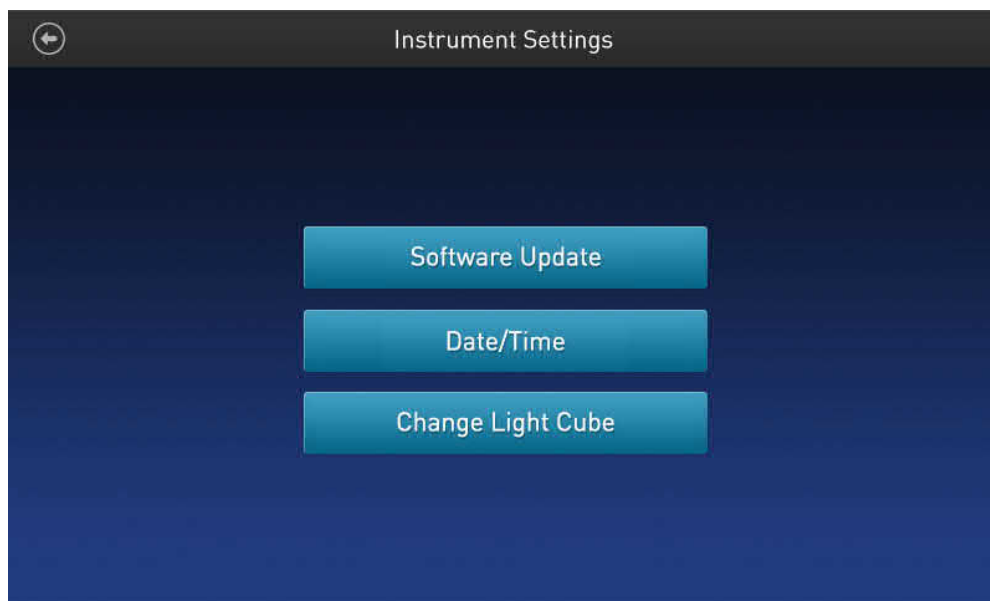 Instrument Settings
Software Update
Date/Time
Change Light Cube